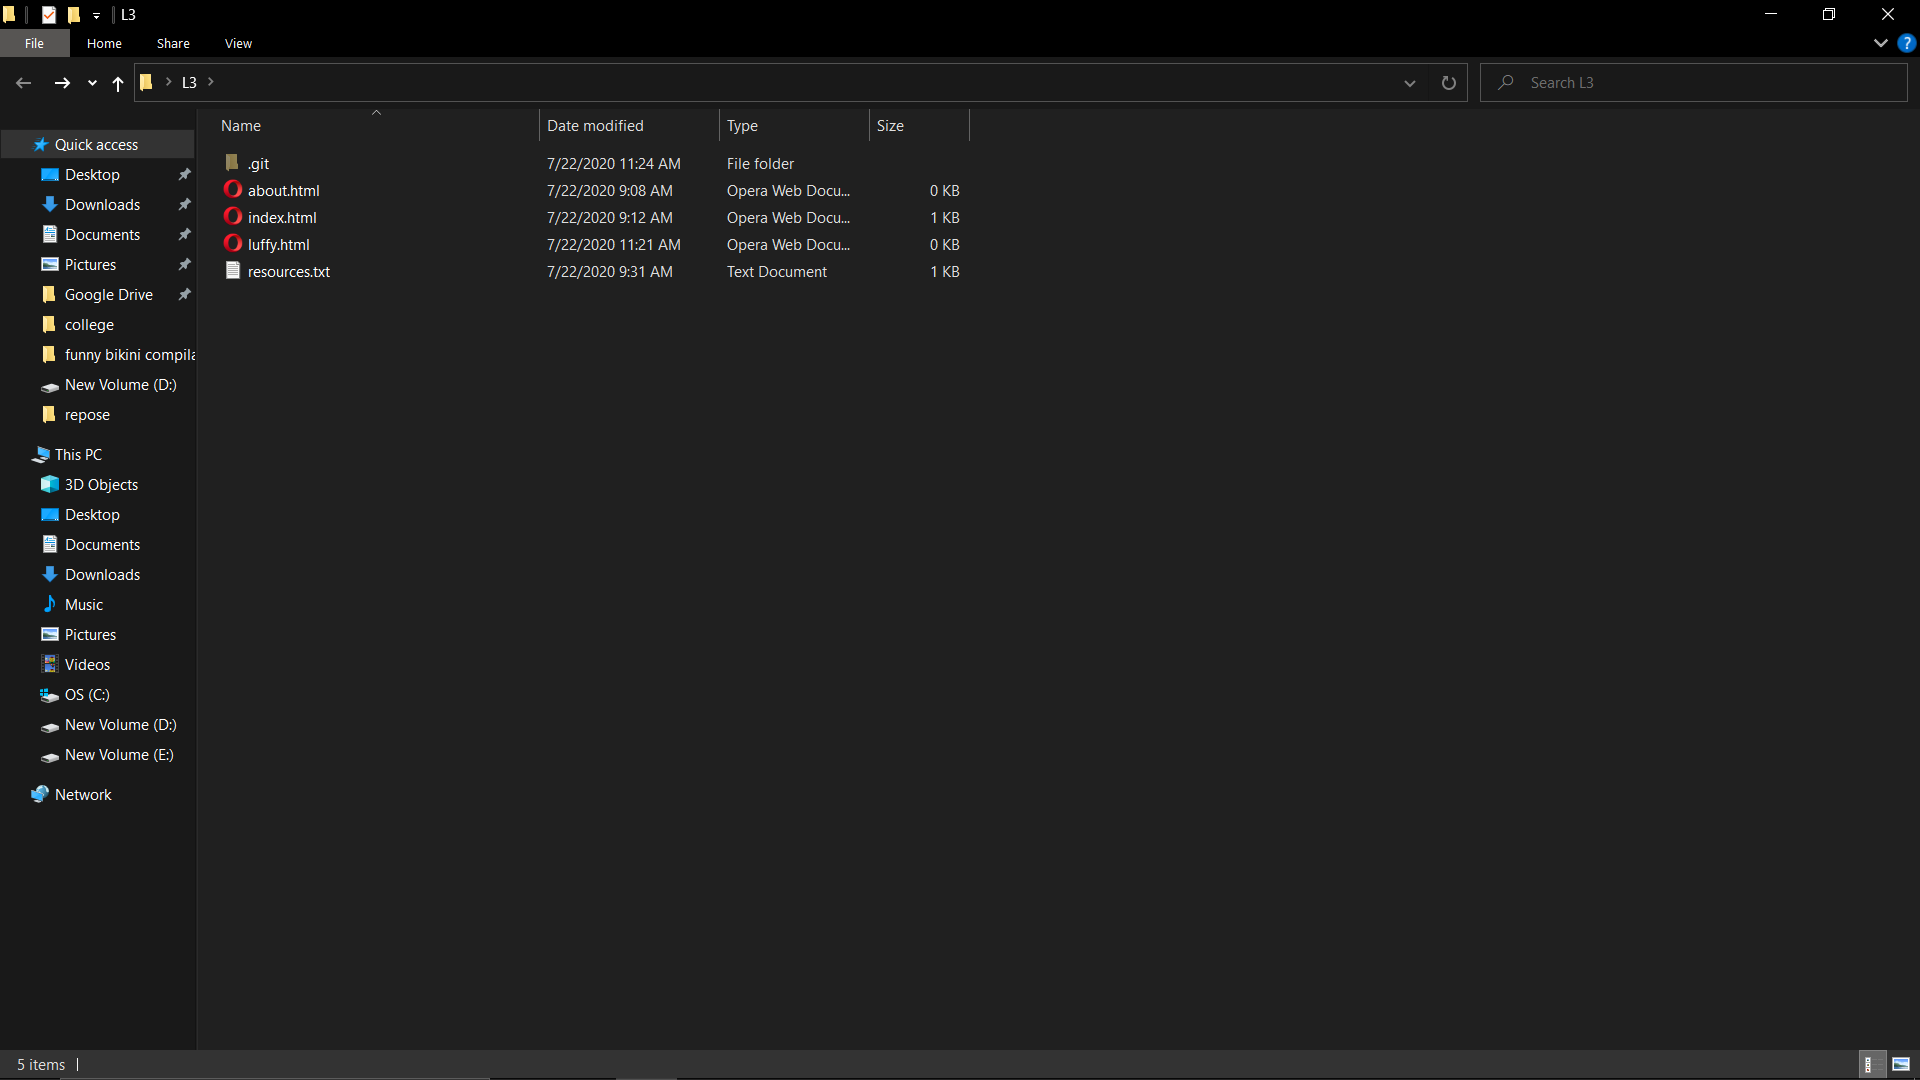 L3
File Home Share View
L3
Search L3
Name Date modified Type Size
.git 7/22/2020 11:24 AM File folder
about.html 7/22/2020 9:08 AM Opera Web Docu... 0 KB
index.html 7/22/2020 9:12 AM Opera Web Docu... 1 KB
luffy.html 7/22/2020 11:21 AM Opera Web Docu... 0 KB
resources.txt 7/22/2020 9:31 AM Text Document 1 KB
Quick access
Desktop
Downloads
Documents
Pictures
Google Drive
college
funny bikini compila
New Volume (D:)
repose
This PC
3D Objects
Desktop
Documents
Downloads
Music
Pictures
Videos
OS (C:)
New Volume (D:)
New Volume (E:)
Network
5 items